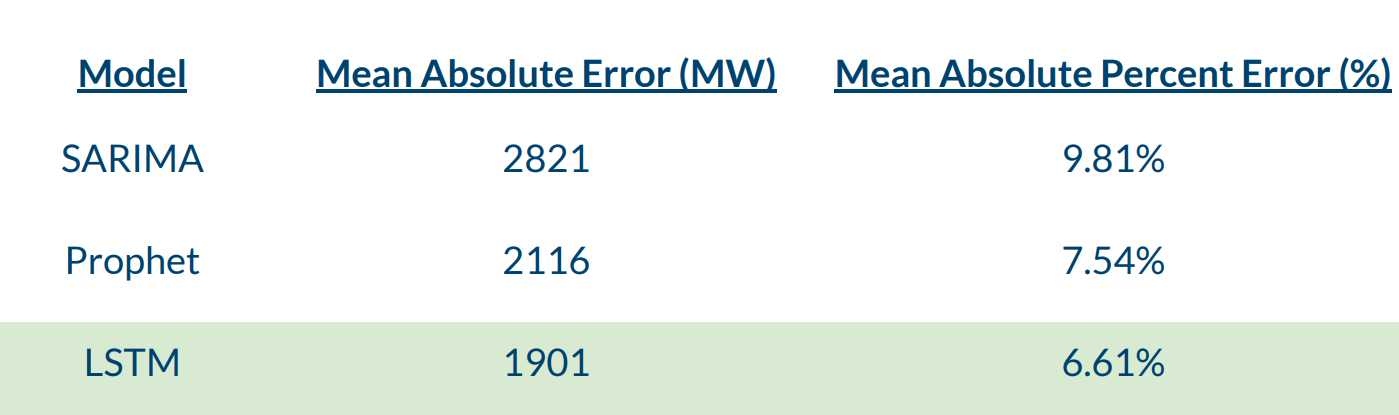 Model Mean Absolute Error (MW) Mean Absolute Percent Error (%)
SARIMA 2821 9.81%
Prophet 2116 7.54%
LSTM 1901 6.61%